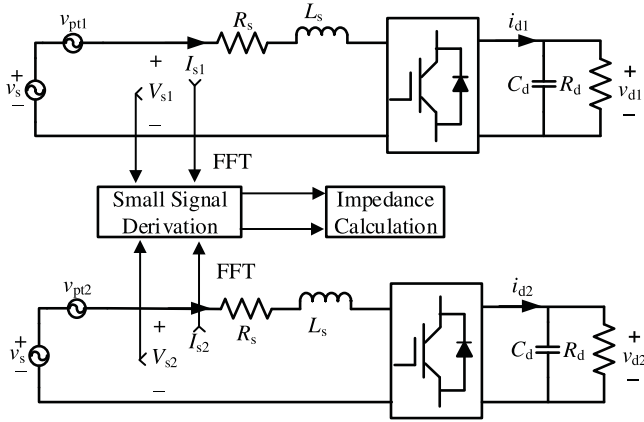 v_pt1
R_s
L_s
i_d1
+
I_s1
+
v_s
−
V_s1
−
C_d
R_d
+
v_d1
−
FFT
Small Signal
Derivation
Impedance
Calculation
FFT
v_pt2
i_d2
+
R_s
L_s
I_s2
+
v_s
−
V_s2
−
C_d
R_d
+
v_d2
−